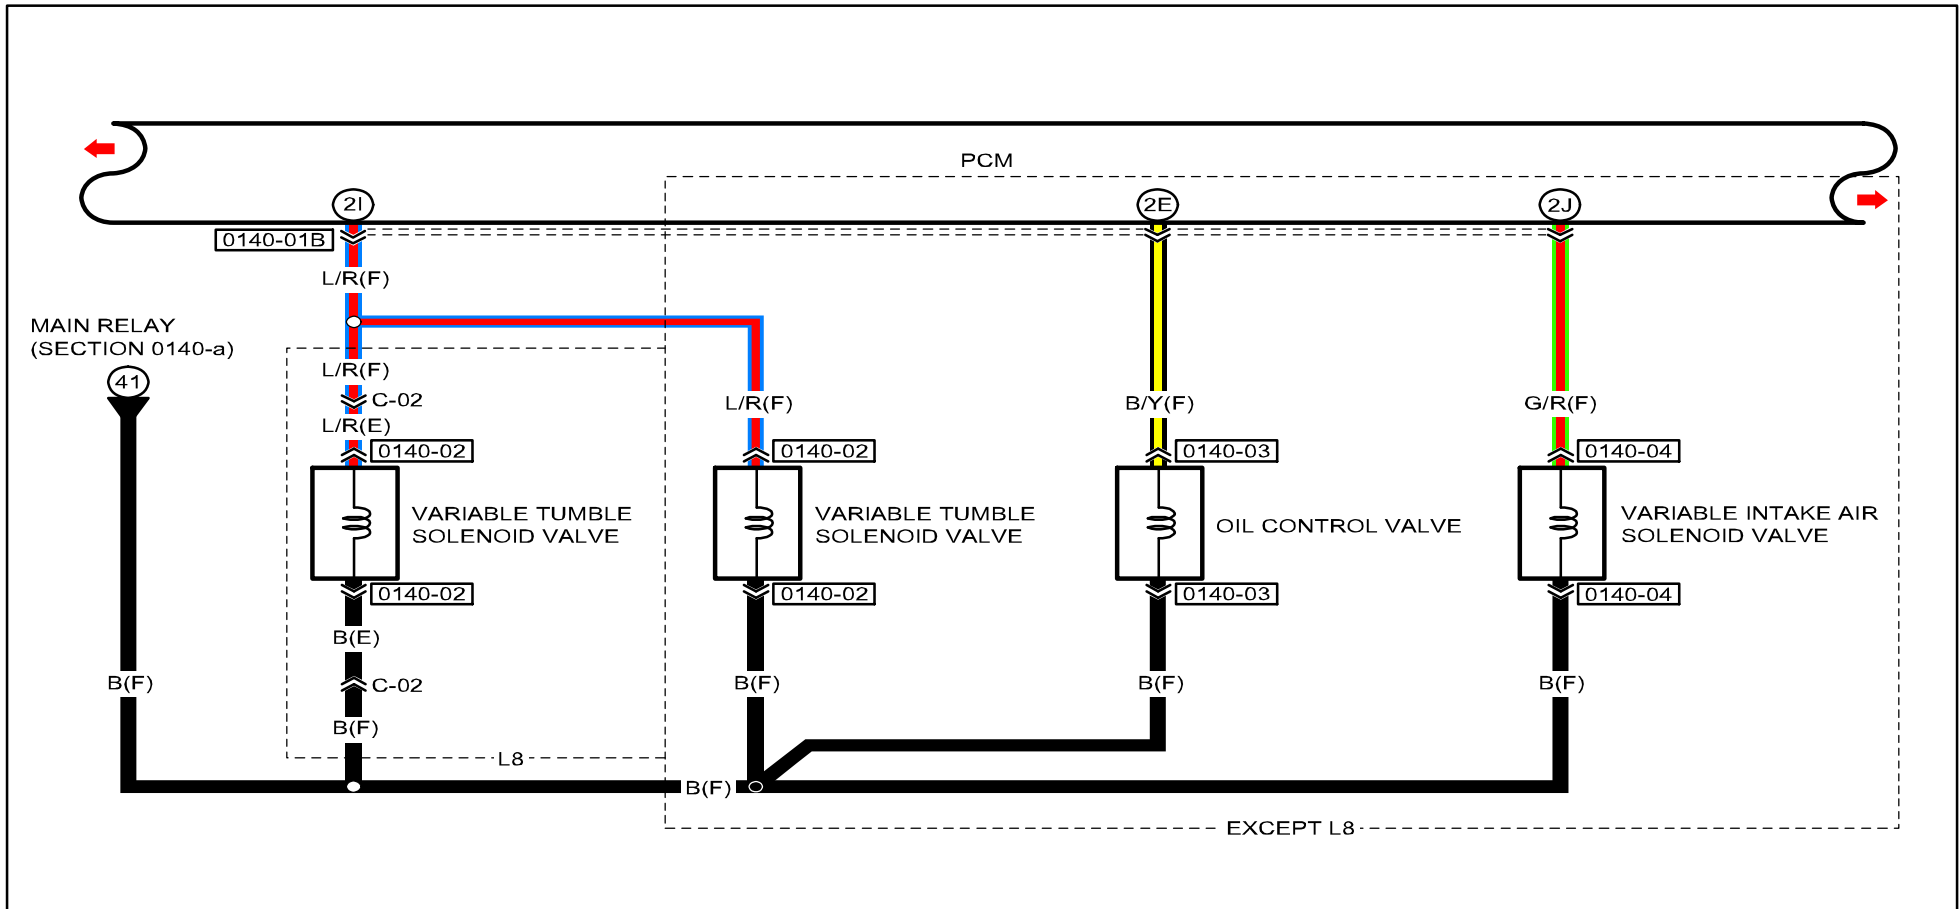 PCM
2I
2E
2J
0140-01B
L/R(F)
MAIN RELAY
(SECTION 0140-a)
41
L/R(F)
C-02
L/R(E)
L/R(F)
B/Y(F)
G/R(F)
0140-02
0140-02
0140-03
0140-04
VARIABLE TUMBLE
SOLENOID VALVE
VARIABLE TUMBLE
SOLENOID VALVE
OIL CONTROL VALVE
VARIABLE INTAKE AIR
SOLENOID VALVE
0140-02
0140-02
0140-03
0140-04
B(E)
B(F)
C-02
B(F)
B(F)
B(F)
B(F)
L8
B(F)
EXCEPT L8